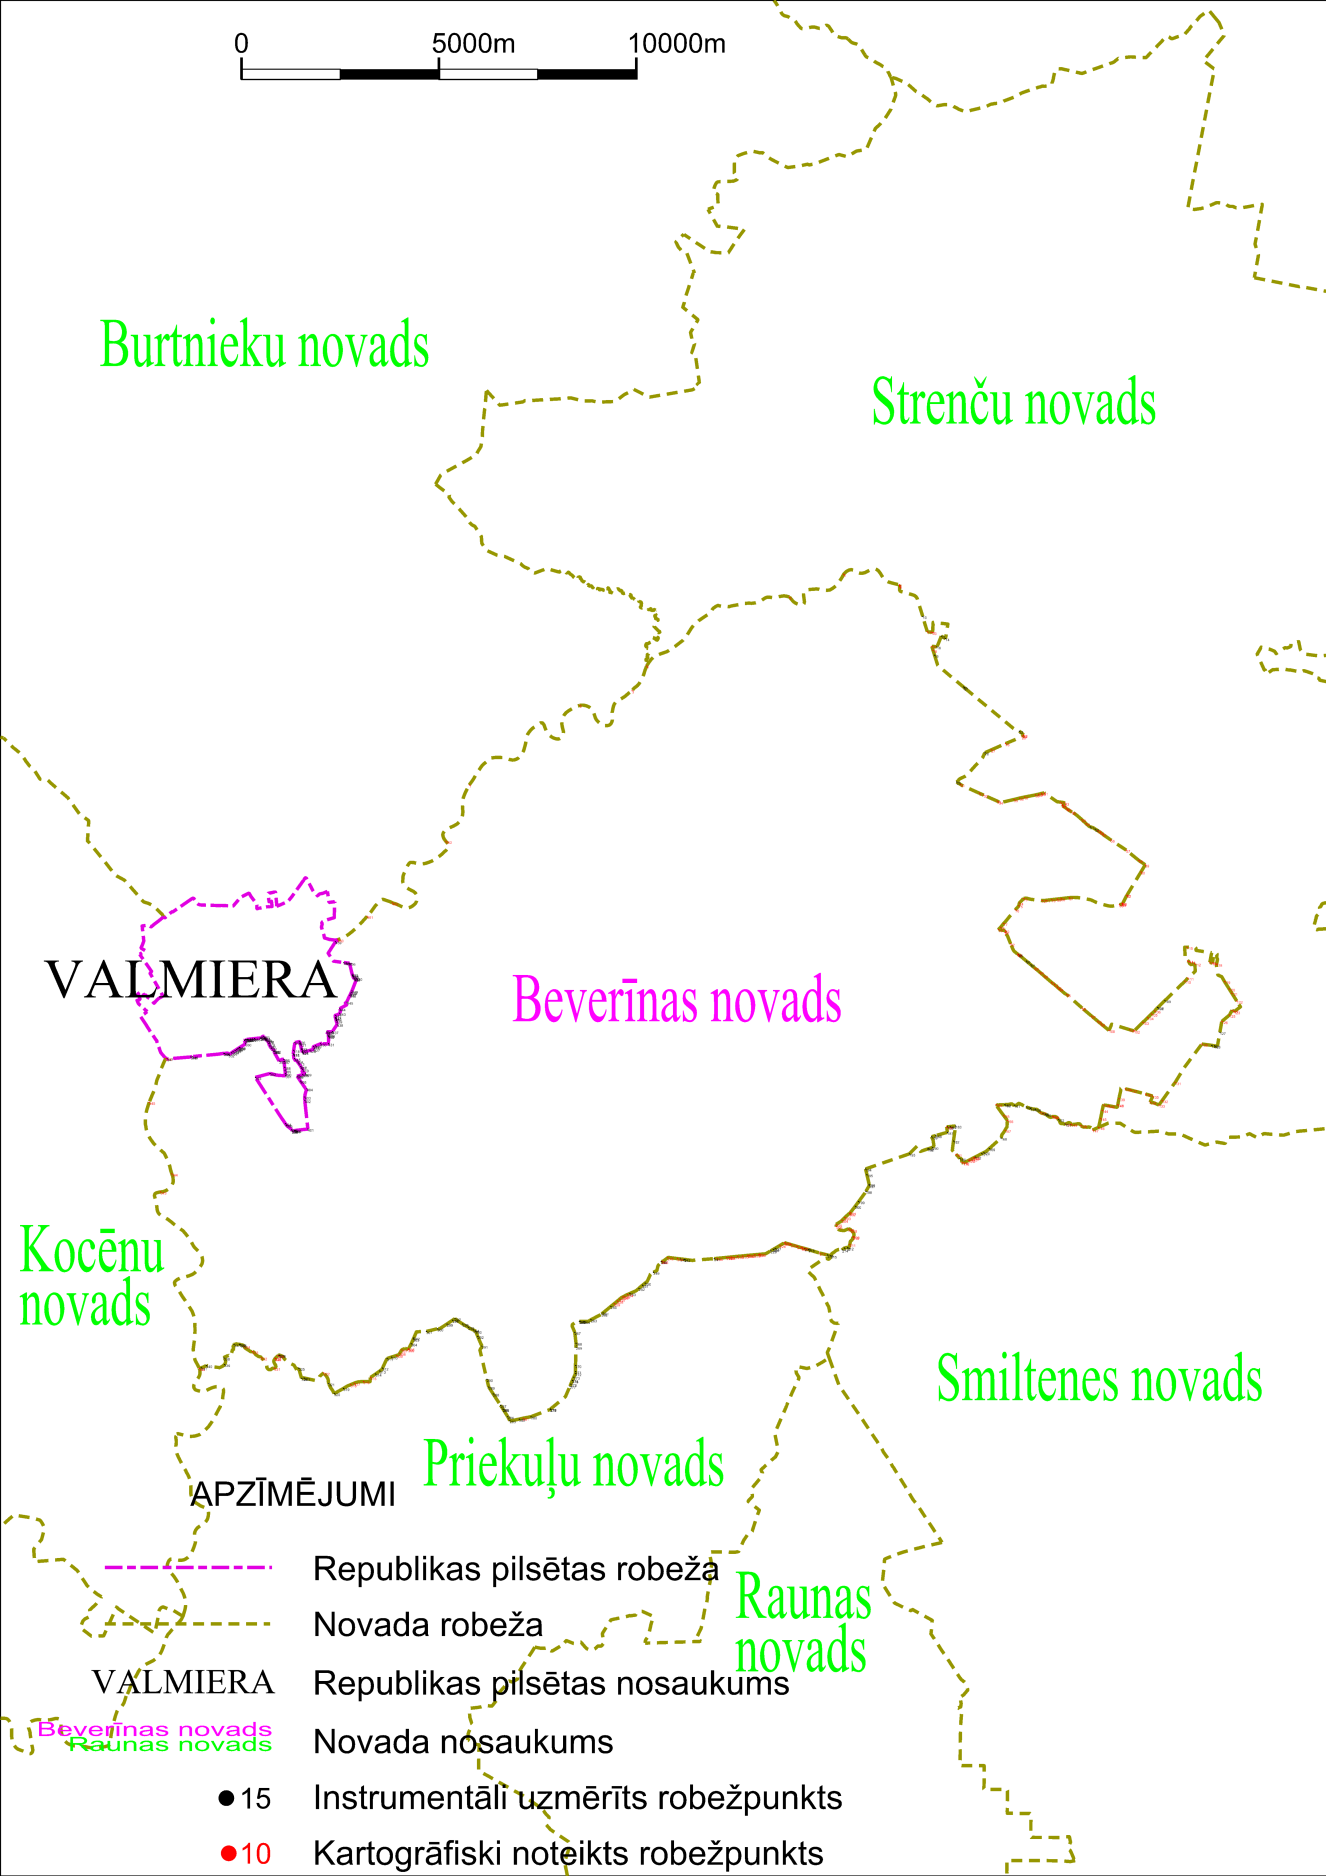 0 5000m 10000m
Burtnieku novads
Strenču novads
VALMIERA
Beverīnas novads
Kocēnu
novads
Smiltenes novads
Priekuļu novads
APZĪMĒJUMI
Republikas pilsētas robeža
Raunas
novads
Novada robeža
VALMIERA Republikas pilsētas nosaukums
Beverīnas novads
Raunas novads
Novada nosaukums
15 Instrumentāli uzmērīts robežpunkts
10 Kartogrāfiski noteikts robežpunkts